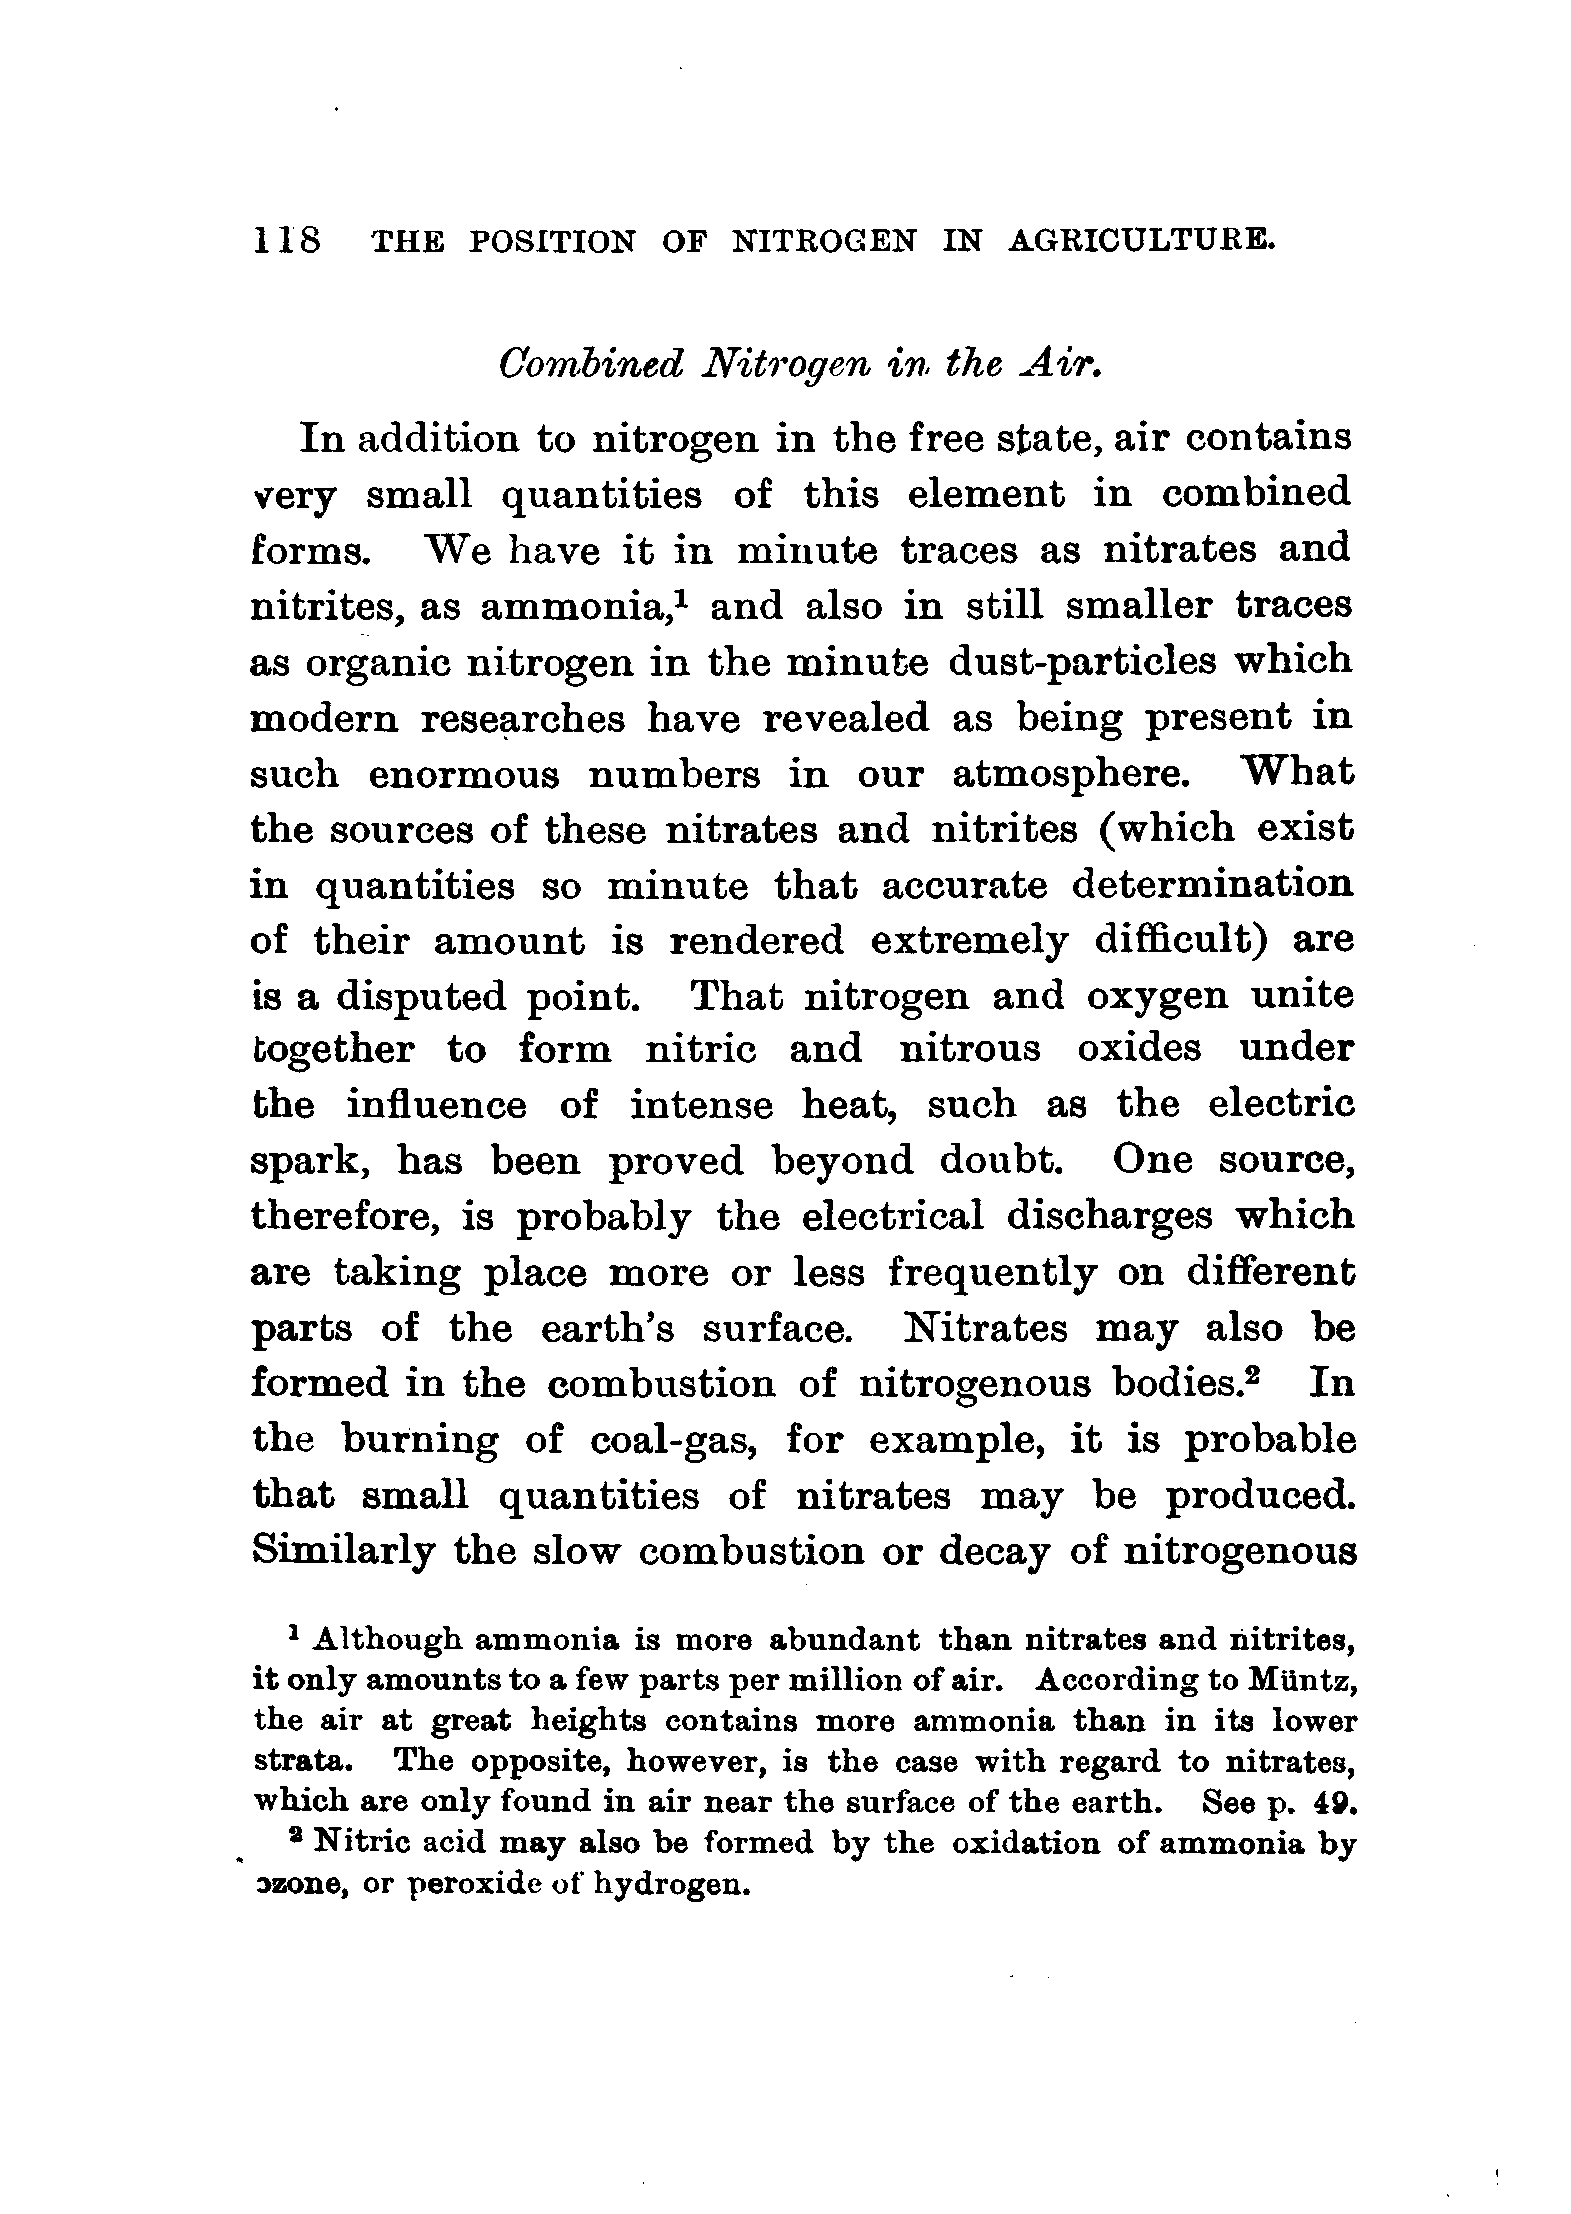 118 THE POSITION OF NITROGEN IN AGRICULTURE.
Combined Nitrogen in the Air.
In addition to nitrogen in the free state, air contains
very small quantities of this element in combined
forms. We have it in minute traces as nitrates and
nitrites, as ammonia,¹ and also in still smaller traces
as organic nitrogen in the minute dust-particles which
modern researches have revealed as being present in
such enormous numbers in our atmosphere. What
the sources of these nitrates and nitrites (which exist
in quantities so minute that accurate determination
of their amount is rendered extremely difficult) are
is a disputed point. That nitrogen and oxygen unite
together to form nitric and nitrous oxides under
the influence of intense heat, such as the electric
spark, has been proved beyond doubt. One source,
therefore, is probably the electrical discharges which
are taking place more or less frequently on different
parts of the earth's surface. Nitrates may also be
formed in the combustion of nitrogenous bodies.² In
the burning of coal-gas, for example, it is probable
that small quantities of nitrates may be produced.
Similarly the slow combustion or decay of nitrogenous
¹ Although ammonia is more abundant than nitrates and nitrites,
it only amounts to a few parts per million of air. According to Müntz,
the air at great heights contains more ammonia than in its lower
strata. The opposite, however, is the case with regard to nitrates,
which are only found in air near the surface of the earth. See p. 49.
² Nitric acid may also be formed by the oxidation of ammonia by
ozone, or peroxide of hydrogen.